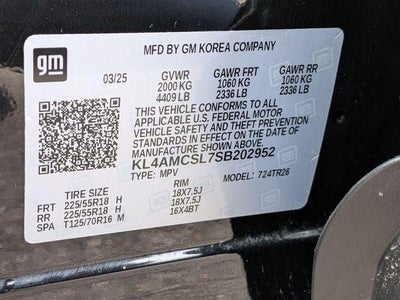 gm
MFD BY GM KOREA COMPANY
03/25 GVWR GAWR FRT GAWR RR
2000 KG 1060 KG 1060 KG
4409 LB 2336 LB 2336 LB
THIS VEHICLE CONFORMS TO ALL
APPLICABLE U.S. FEDERAL MOTOR
VEHICLE SAFETY, BUMPER, AND THEFT PREVENTION
STANDARDS IN EFFECT ON THE DATE OF
MANUFACTURE SHOWN ABOVE.
KL4AMCSL7SB202952
TYPE: MPV MODEL: 724TR26
TIRE SIZE RIM
FRT 225/55R18 H 18X7.5J
RR 225/55R18 H 18X7.5J
SPA T125/70R16 M 16X4BT